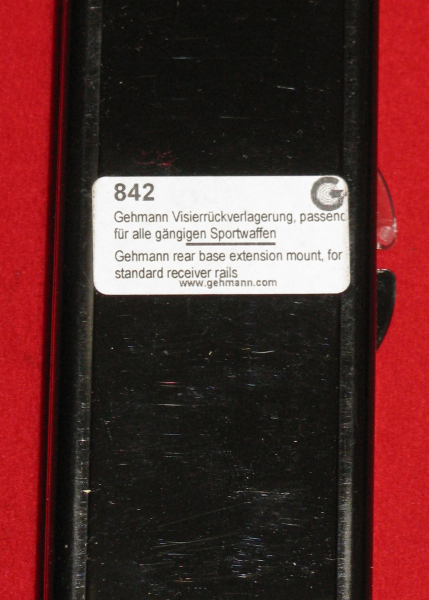 842
G
Gehmann Visierrückverlagerung, passend
für alle gängigen Sportwaffen
Gehmann rear base extension mount, for
standard receiver rails
www.gehmann.com